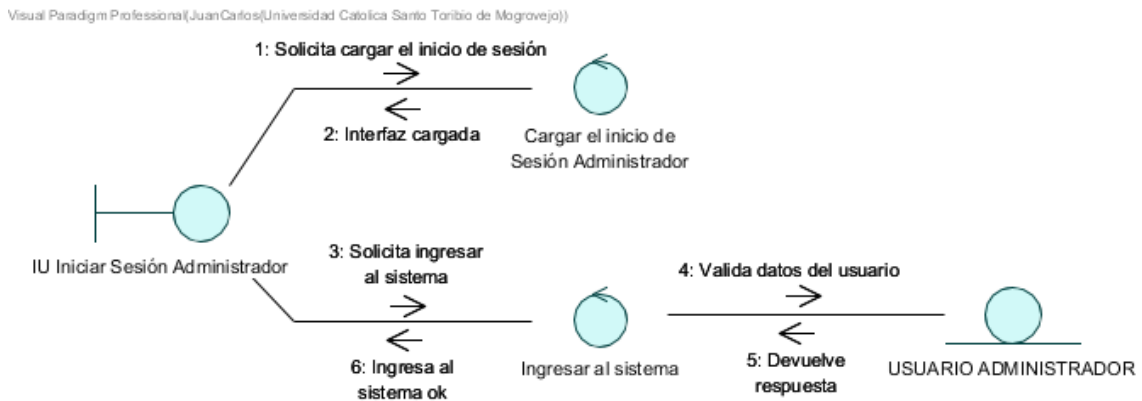 Visual Paradigm Professional(JuanCarlos(Universidad Catolica Santo Toribio de Mogrovejo))
1: Solicita cargar el inicio de sesión
2: Interfaz cargada
Cargar el inicio de
Sesión Administrador
IU Iniciar Sesión Administrador
3: Solicita ingresar
al sistema
4: Valida datos del usuario
6: Ingresa al
sistema ok
Ingresar al sistema
5: Devuelve
respuesta
USUARIO ADMINISTRADOR